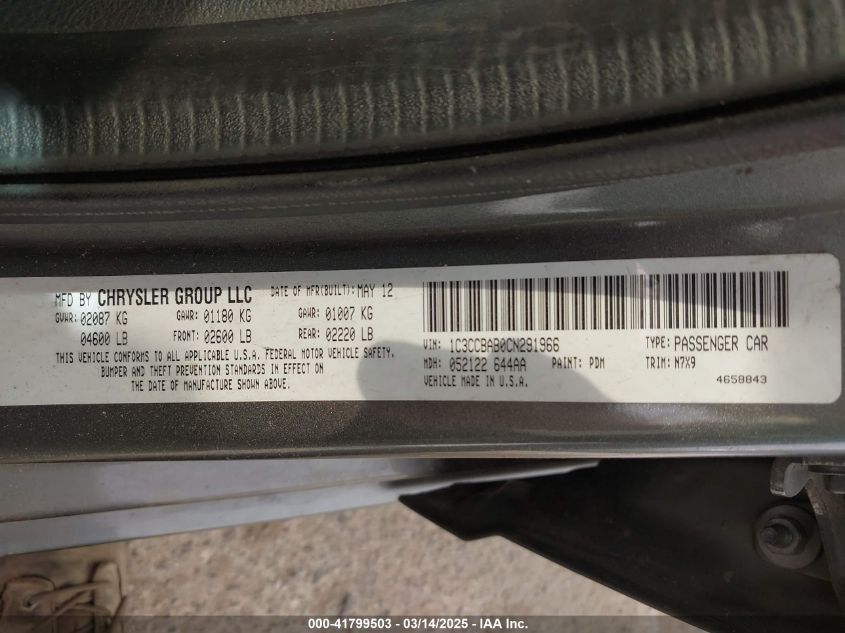 MFD BY CHRYSLER GROUP LLC DATE OF MFR(BUILT): MAY 12
GVWR: 02087 KG GAWR: 01180 KG GAWR: 01007 KG
04600 LB FRONT: 02600 LB REAR: 02220 LB
THIS VEHICLE CONFORMS TO ALL APPLICABLE U.S.A. FEDERAL MOTOR VEHICLE SAFETY,
BUMPER AND THEFT PREVENTION STANDARDS IN EFFECT ON
THE DATE OF MANUFACTURE SHOWN ABOVE.
VIN: 1C3CCBAB0CN291966 TYPE: PASSENGER CAR
MDH: 052122 644AA PAINT: PDM TRIM: N7X9
VEHICLE MADE IN U.S.A. 4658843
000-41799503 - 03/14/2025 - IAA Inc.